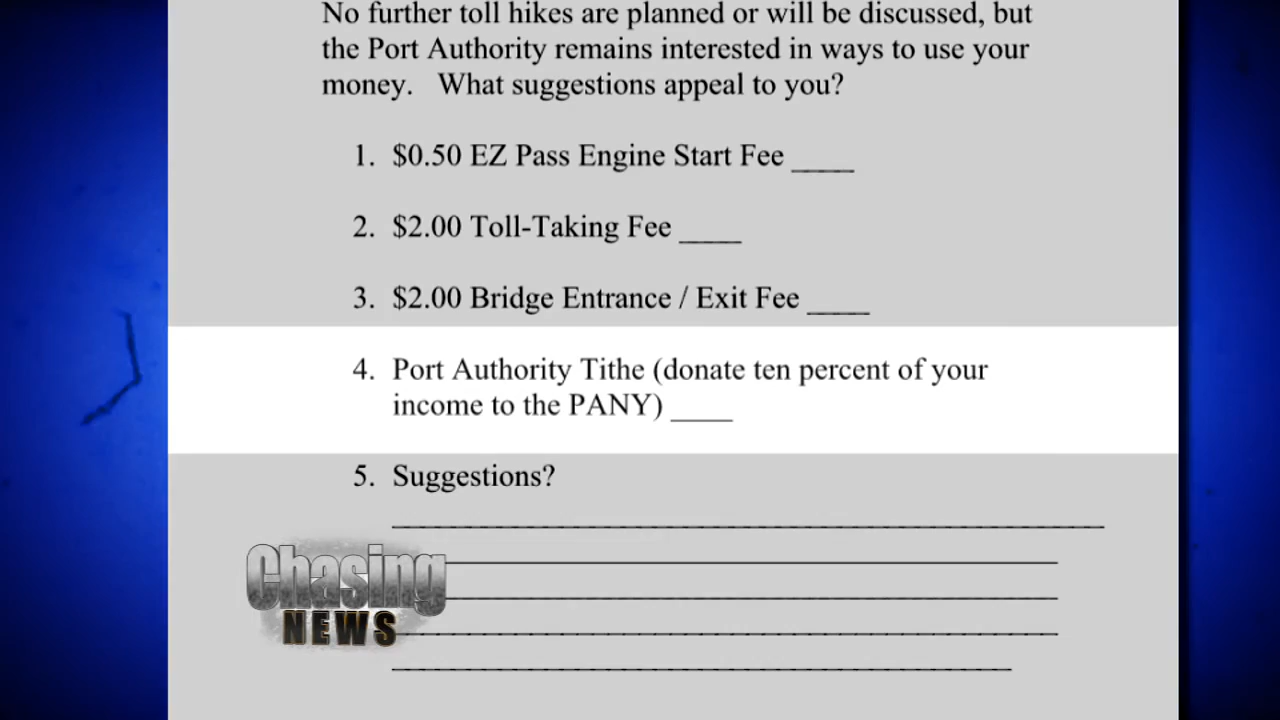 No further toll hikes are planned or will be discussed, but
the Port Authority remains interested in ways to use your
money. What suggestions appeal to you?
1. $0.50 EZ Pass Engine Start Fee ____
2. $2.00 Toll-Taking Fee ____
3. $2.00 Bridge Entrance / Exit Fee ____
4. Port Authority Tithe (donate ten percent of your
income to the PANY) ____
5. Suggestions?
Chasing
NEWS